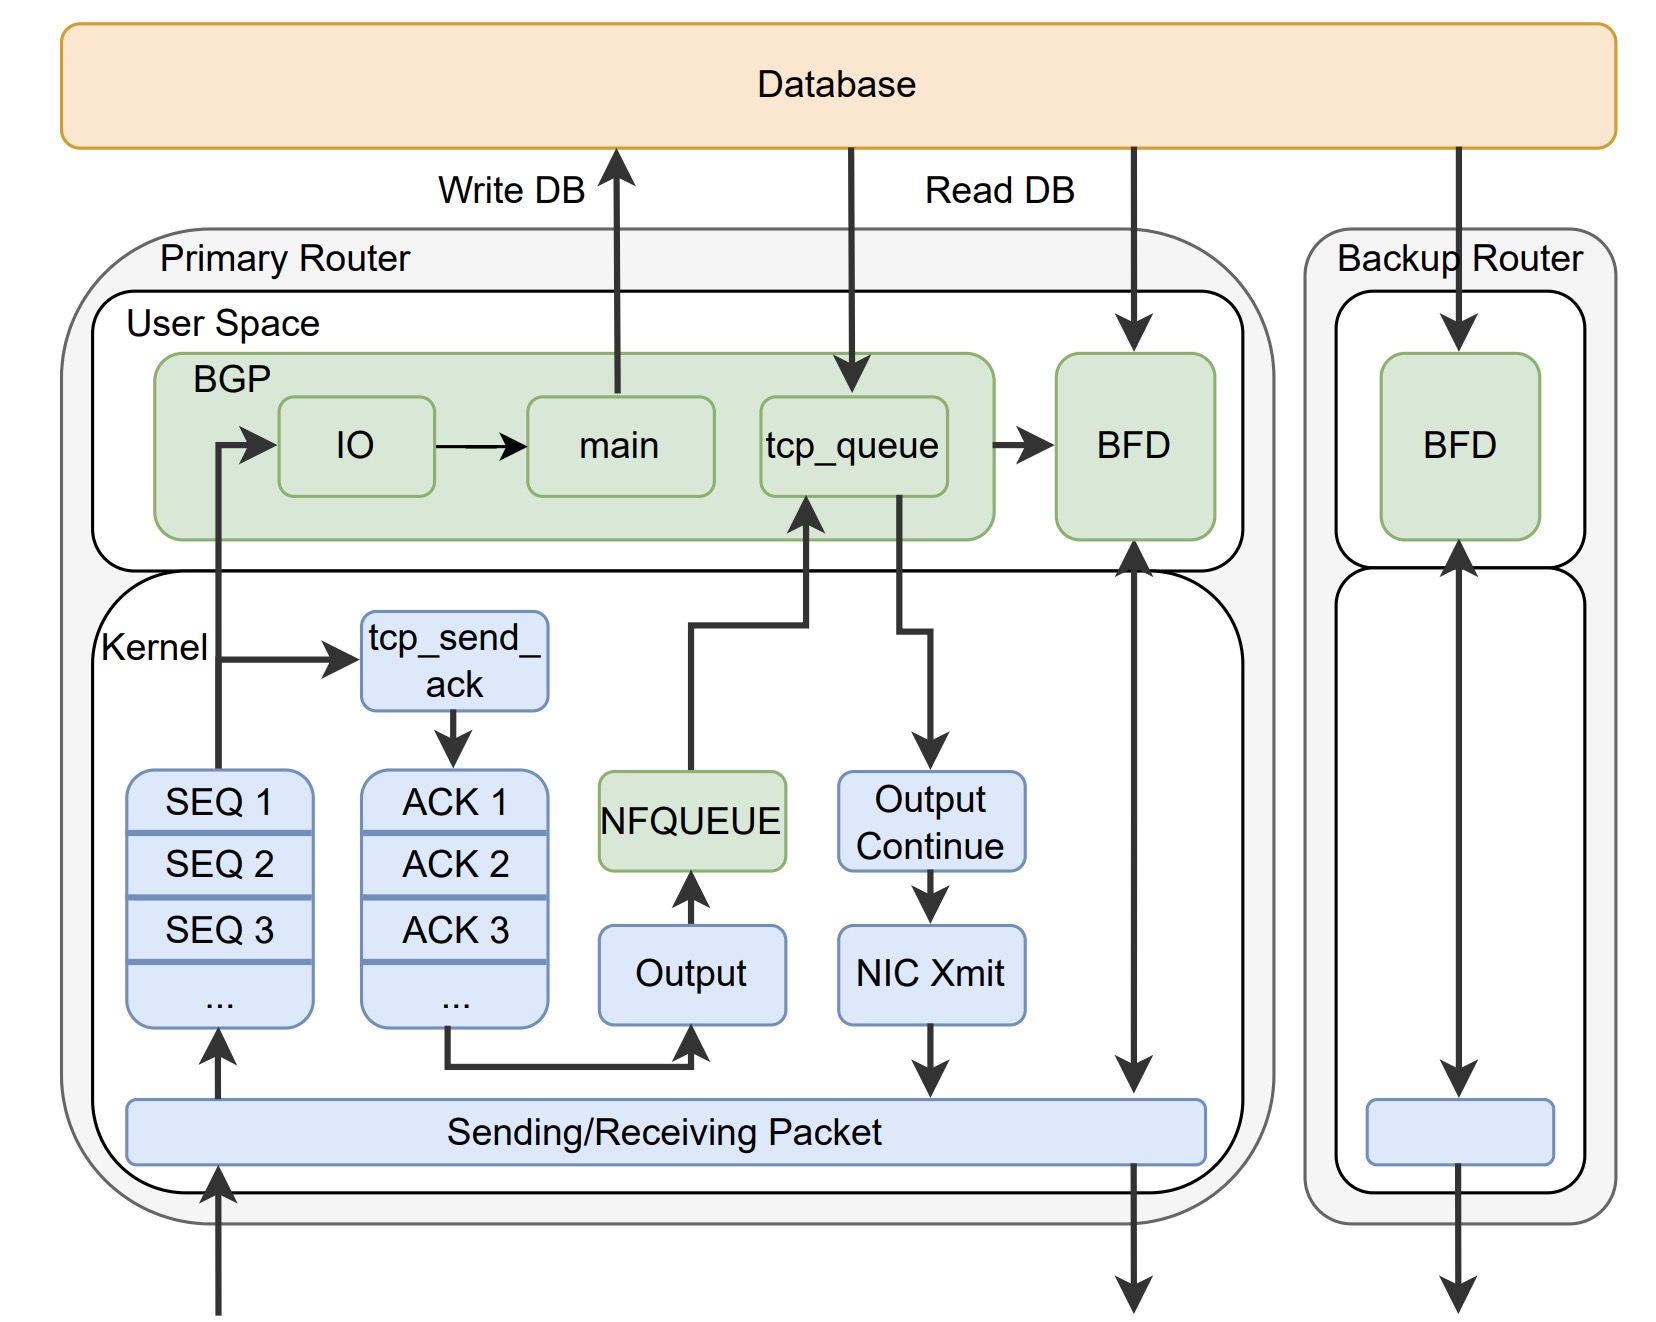 Database
Write DB
Read DB
Primary Router
Backup Router
User Space
BGP
IO
main
tcp_queue
BFD
BFD
Kernel
tcp_send_
ack
SEQ 1
SEQ 2
SEQ 3
...
ACK 1
ACK 2
ACK 3
...
NFQUEUE
Output
Output
Continue
NIC Xmit
Sending/Receiving Packet